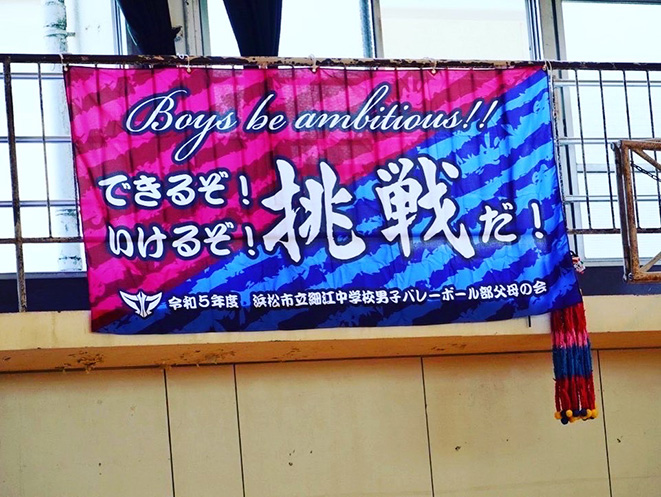 Boys be ambitious!!
できるぞ!
いけるぞ!
挑戦だ!
令和5年度 浜松市立細江中学校男子バレーボール部父母の会